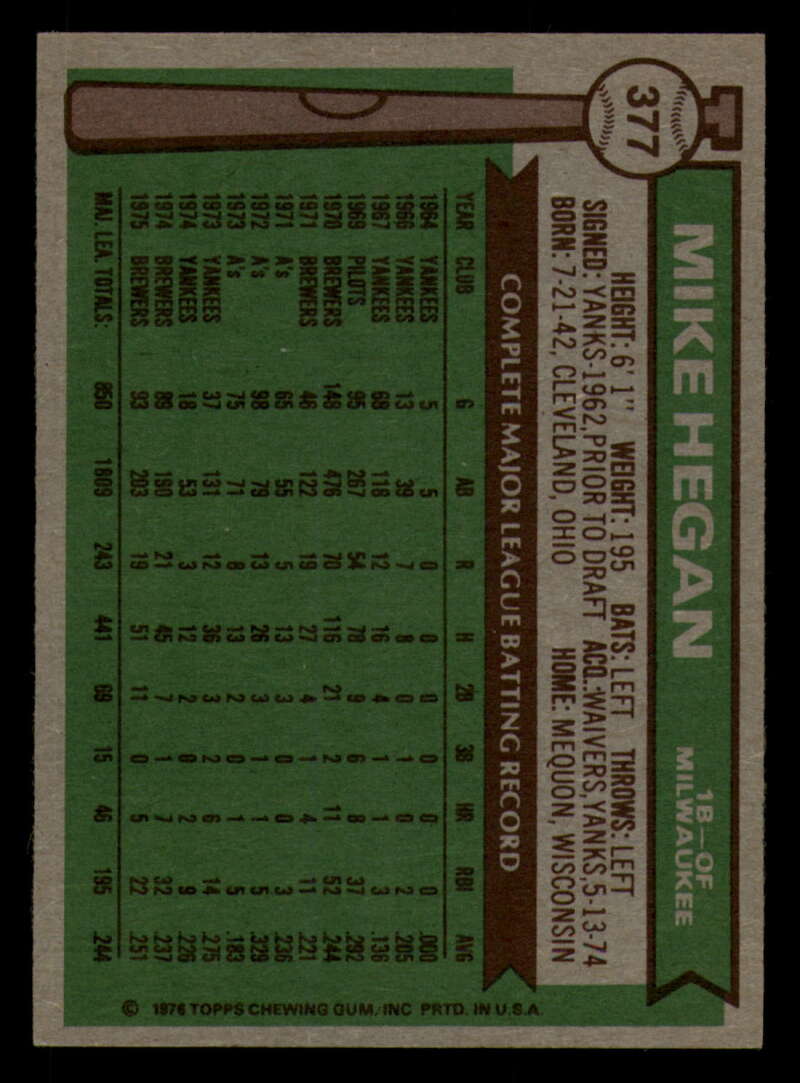 377
MIKE HEGAN
1B—OF
MILWAUKEE
HEIGHT: 6'1" WEIGHT: 195 BATS: LEFT THROWS: LEFT
SIGNED: YANKS-1962, PRIOR TO DRAFT ACQ.: WAIVERS, YANKS, 5-13-74
BORN: 7-21-42, CLEVELAND, OHIO HOME: MEQUON, WISCONSIN
COMPLETE MAJOR LEAGUE BATTING RECORD
YEAR CLUB G AB R H 2B 3B HR RBI AVG
1964 YANKEES 5 5 0 0 0 0 0 0 .000
1966 YANKEES 13 39 7 8 0 1 0 2 .205
1967 YANKEES 68 118 12 16 4 1 1 3 .136
1969 PILOTS 95 267 54 78 9 6 8 37 .292
1970 BREWERS 148 476 70 116 21 2 11 52 .244
1971 BREWERS 46 122 19 27 4 1 4 11 .221
1971 A's 65 55 5 13 3 0 0 3 .236
1972 A's 98 79 13 26 3 1 1 5 .329
1973 A's 75 71 8 13 2 0 1 5 .183
1973 YANKEES 37 131 12 36 3 2 6 14 .275
1974 YANKEES 18 53 3 12 2 0 2 9 .226
1974 BREWERS 89 190 21 45 7 1 7 32 .237
1975 BREWERS 93 203 19 51 11 0 5 22 .251
MAJ. LEA. TOTALS: 850 1809 243 441 69 15 46 195 .244
© 1976 TOPPS CHEWING GUM, INC PRTD. IN U.S.A.